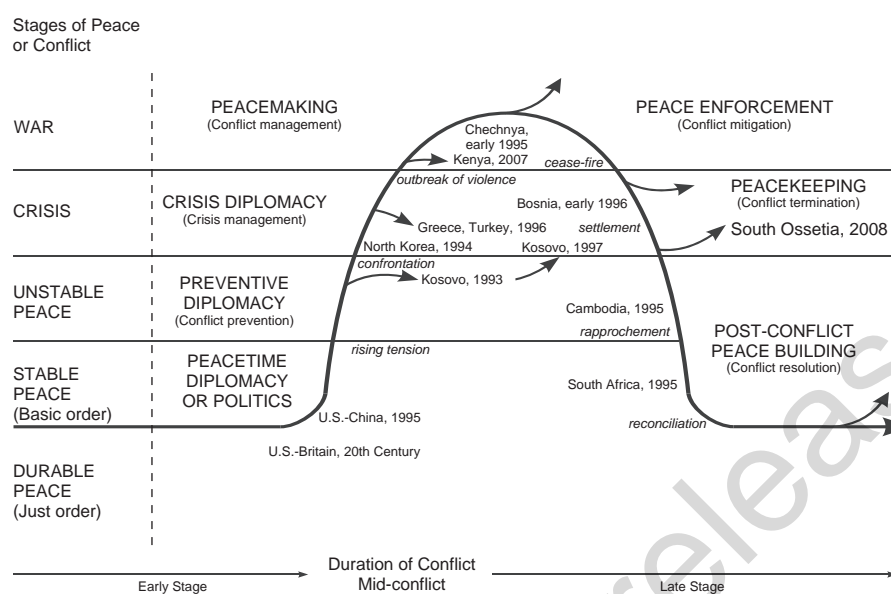 Stages of Peace
or Conflict
WAR
PEACEMAKING
(Conflict management)
Chechnya,
early 1995
Kenya, 2007
cease-fire
PEACE ENFORCEMENT
(Conflict mitigation)
outbreak of violence
CRISIS
CRISIS DIPLOMACY
(Crisis management)
Bosnia, early 1996
Greece, Turkey, 1996
settlement
PEACEKEEPING
(Conflict termination)
South Ossetia, 2008
North Korea, 1994
Kosovo, 1997
confrontation
UNSTABLE
PEACE
PREVENTIVE
DIPLOMACY
(Conflict prevention)
Kosovo, 1993
Cambodia, 1995
rapprochement
rising tension
POST-CONFLICT
PEACE BUILDING
(Conflict resolution)
STABLE
PEACE
(Basic order)
PEACETIME
DIPLOMACY
OR POLITICS
South Africa, 1995
U.S.-China, 1995
reconciliation
U.S.-Britain, 20th Century
DURABLE
PEACE
(Just order)
Duration of Conflict
Mid-conflict
Early Stage
Late Stage
releas